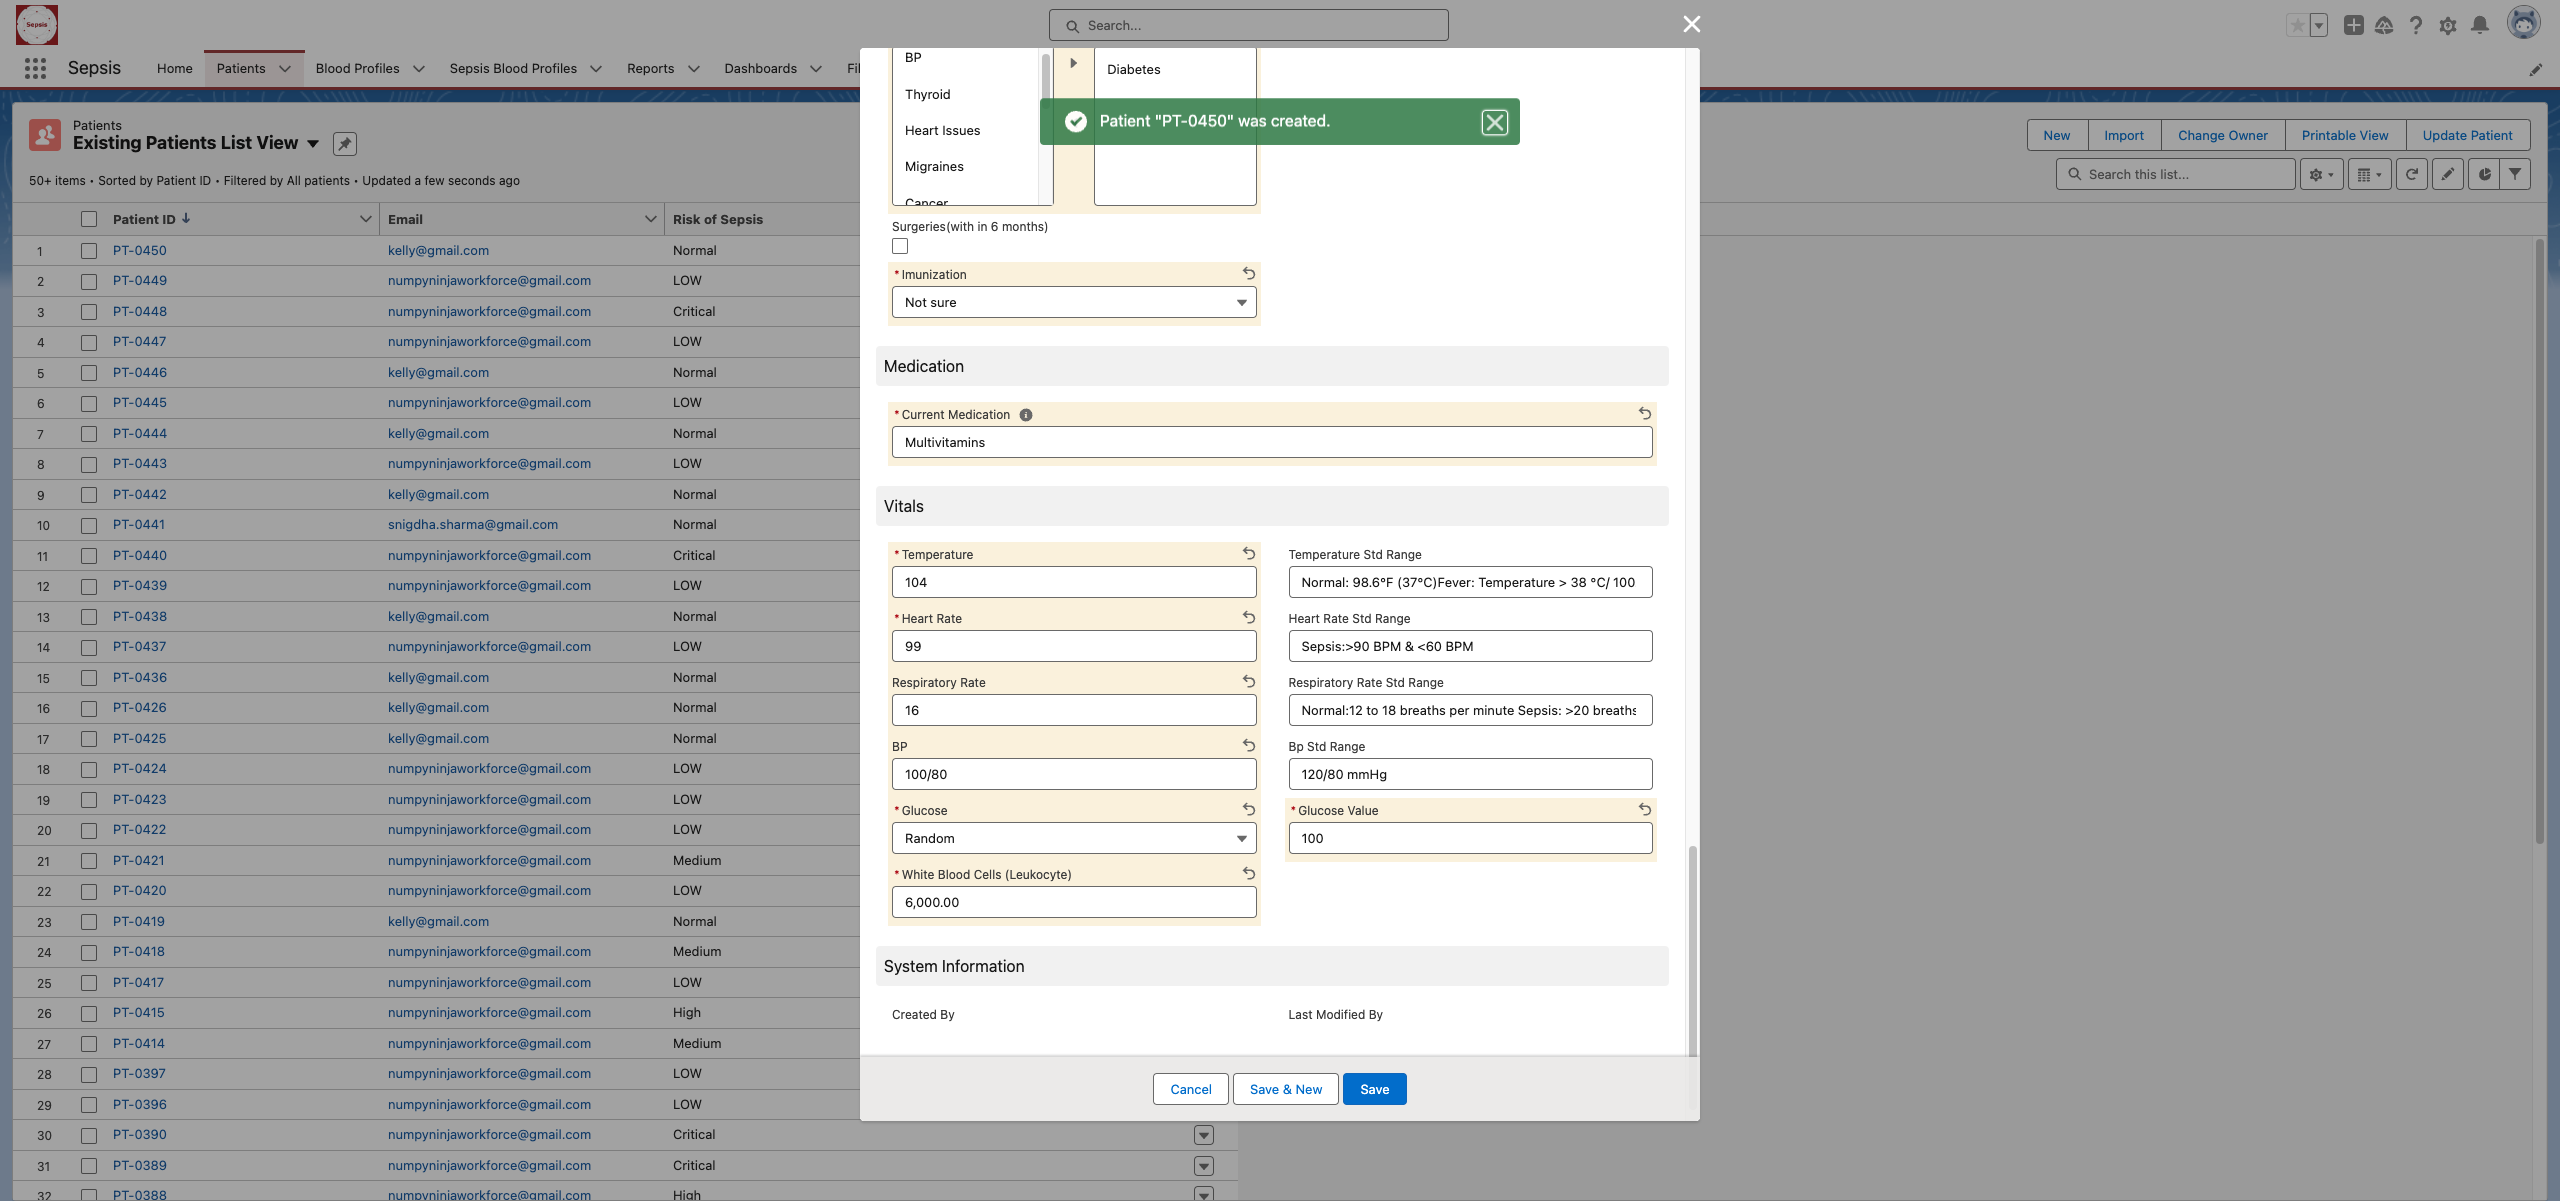 Sepsis
Search...
Sepsis
Home
Patients
Blood Profiles
Sepsis Blood Profiles
Reports
Dashboards
Patients
Existing Patients List View
50+ items • Sorted by Patient ID • Filtered by All patients • Updated a few seconds ago
New
Import
Change Owner
Printable View
Update Patient
Search this list...
Patient ID
Email
Risk of Sepsis
1 PT-0450 kelly@gmail.com Normal
2 PT-0449 numpyninjaworkforce@gmail.com LOW
3 PT-0448 numpyninjaworkforce@gmail.com Critical
4 PT-0447 numpyninjaworkforce@gmail.com LOW
5 PT-0446 kelly@gmail.com Normal
6 PT-0445 numpyninjaworkforce@gmail.com LOW
7 PT-0444 kelly@gmail.com Normal
8 PT-0443 numpyninjaworkforce@gmail.com LOW
9 PT-0442 kelly@gmail.com Normal
10 PT-0441 snigdha.sharma@gmail.com Normal
11 PT-0440 numpyninjaworkforce@gmail.com Critical
12 PT-0439 numpyninjaworkforce@gmail.com LOW
13 PT-0438 kelly@gmail.com Normal
14 PT-0437 numpyninjaworkforce@gmail.com LOW
15 PT-0436 kelly@gmail.com Normal
16 PT-0426 kelly@gmail.com Normal
17 PT-0425 kelly@gmail.com Normal
18 PT-0424 numpyninjaworkforce@gmail.com LOW
19 PT-0423 numpyninjaworkforce@gmail.com LOW
20 PT-0422 numpyninjaworkforce@gmail.com LOW
21 PT-0421 numpyninjaworkforce@gmail.com Medium
22 PT-0420 numpyninjaworkforce@gmail.com LOW
23 PT-0419 kelly@gmail.com Normal
24 PT-0418 numpyninjaworkforce@gmail.com Medium
25 PT-0417 numpyninjaworkforce@gmail.com LOW
26 PT-0415 numpyninjaworkforce@gmail.com High
27 PT-0414 numpyninjaworkforce@gmail.com Medium
28 PT-0397 numpyninjaworkforce@gmail.com LOW
29 PT-0396 numpyninjaworkforce@gmail.com LOW
30 PT-0390 numpyninjaworkforce@gmail.com Critical
31 PT-0389 numpyninjaworkforce@gmail.com Critical
32 PT-0388 numpyninjaworkforce@gmail.com High
BP
Thyroid
Heart Issues
Migraines
Cancer
Diabetes
Patient "PT-0450" was created.
Surgeries(with in 6 months)
*Imunization
Not sure
Medication
*Current Medication
Multivitamins
Vitals
*Temperature
104
Temperature Std Range
Normal: 98.6°F (37°C)Fever: Temperature > 38 °C/ 100
*Heart Rate
99
Heart Rate Std Range
Sepsis:>90 BPM & <60 BPM
Respiratory Rate
16
Respiratory Rate Std Range
Normal:12 to 18 breaths per minute Sepsis: >20 breaths
BP
100/80
Bp Std Range
120/80 mmHg
*Glucose
Random
*Glucose Value
100
*White Blood Cells (Leukocyte)
6,000.00
System Information
Created By
Last Modified By
Cancel
Save & New
Save